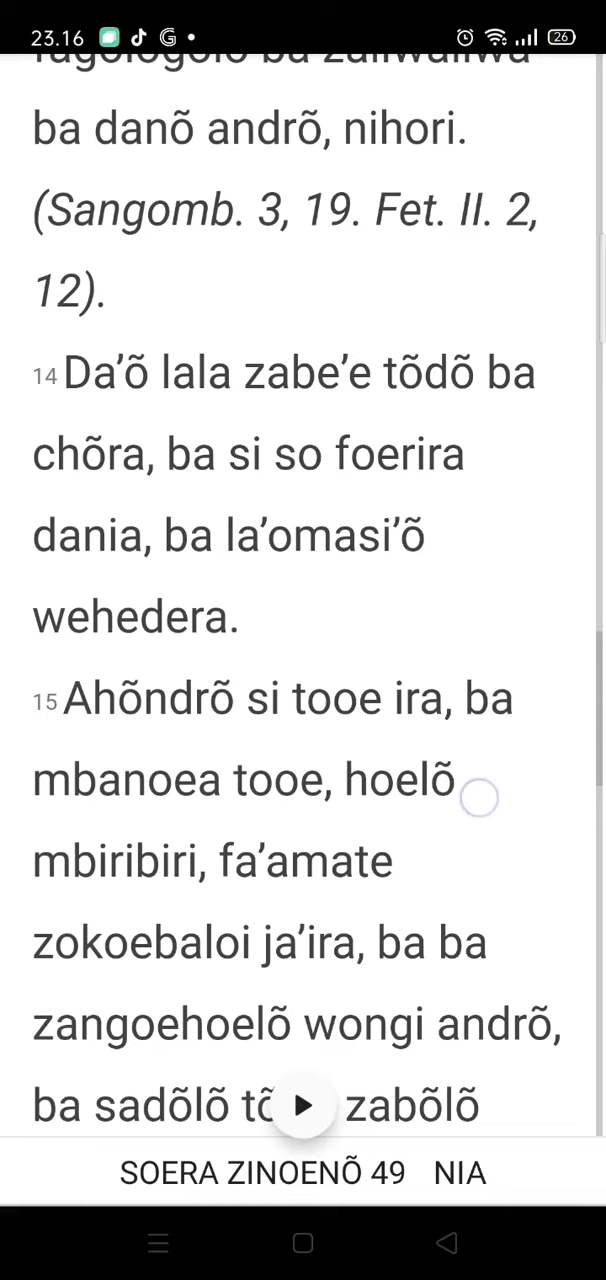 23.16
26
ba danõ andrõ, nihori.
(Sangomb. 3, 19. Fet. II. 2,
12).
14 Da’õ lala zabe’e tõdõ ba
chõra, ba si so foerira
dania, ba la’omasi’õ
wehedera.
15 Ahõndrõ si tooe ira, ba
mbanoea tooe, hoelõ
mbiribiri, fa’amate
zokoebaloi ja’ira, ba ba
zangoehoelõ wongi andrõ,
ba sadõlõ zabõlõ
SOERA ZINOENÕ 49 NIA